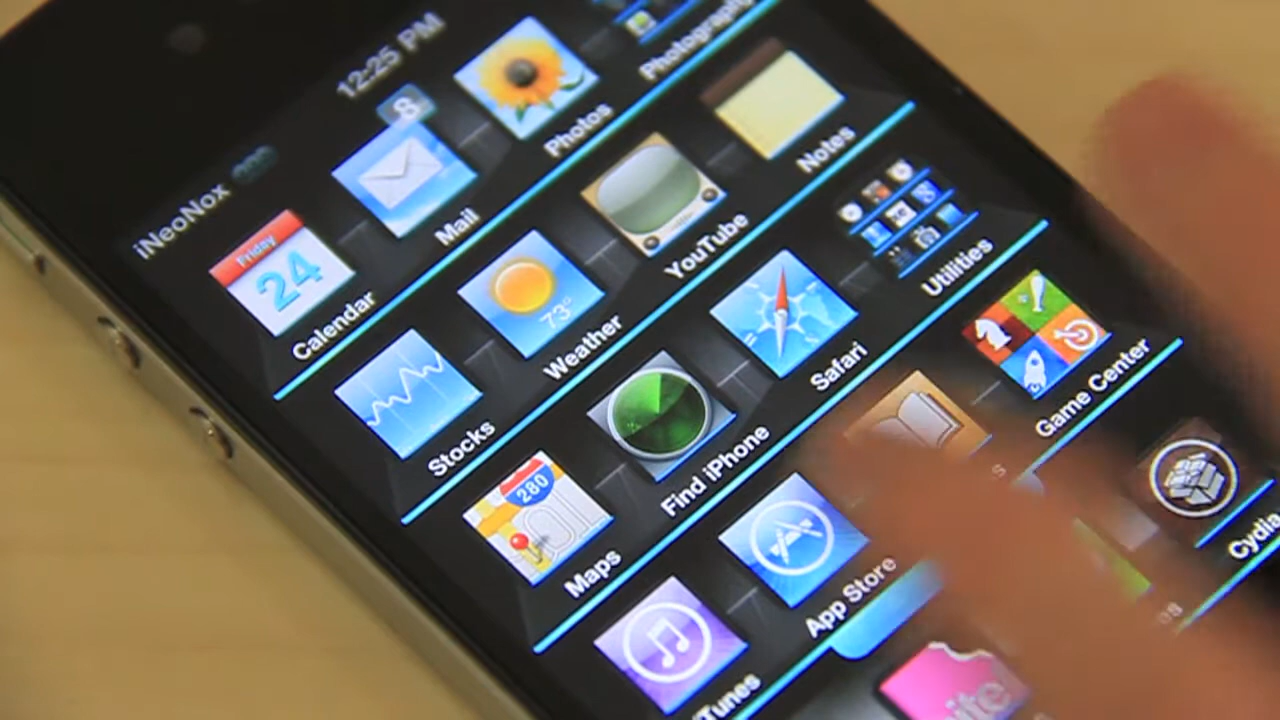 iNeoNox
12:25 PM
8
Friday
24
Calendar
Mail
Photos
Photography
Stocks
Weather
73°
YouTube
Notes
280
Maps
Find iPhone
Safari
Utilities
App Store
Game Center
Cydia